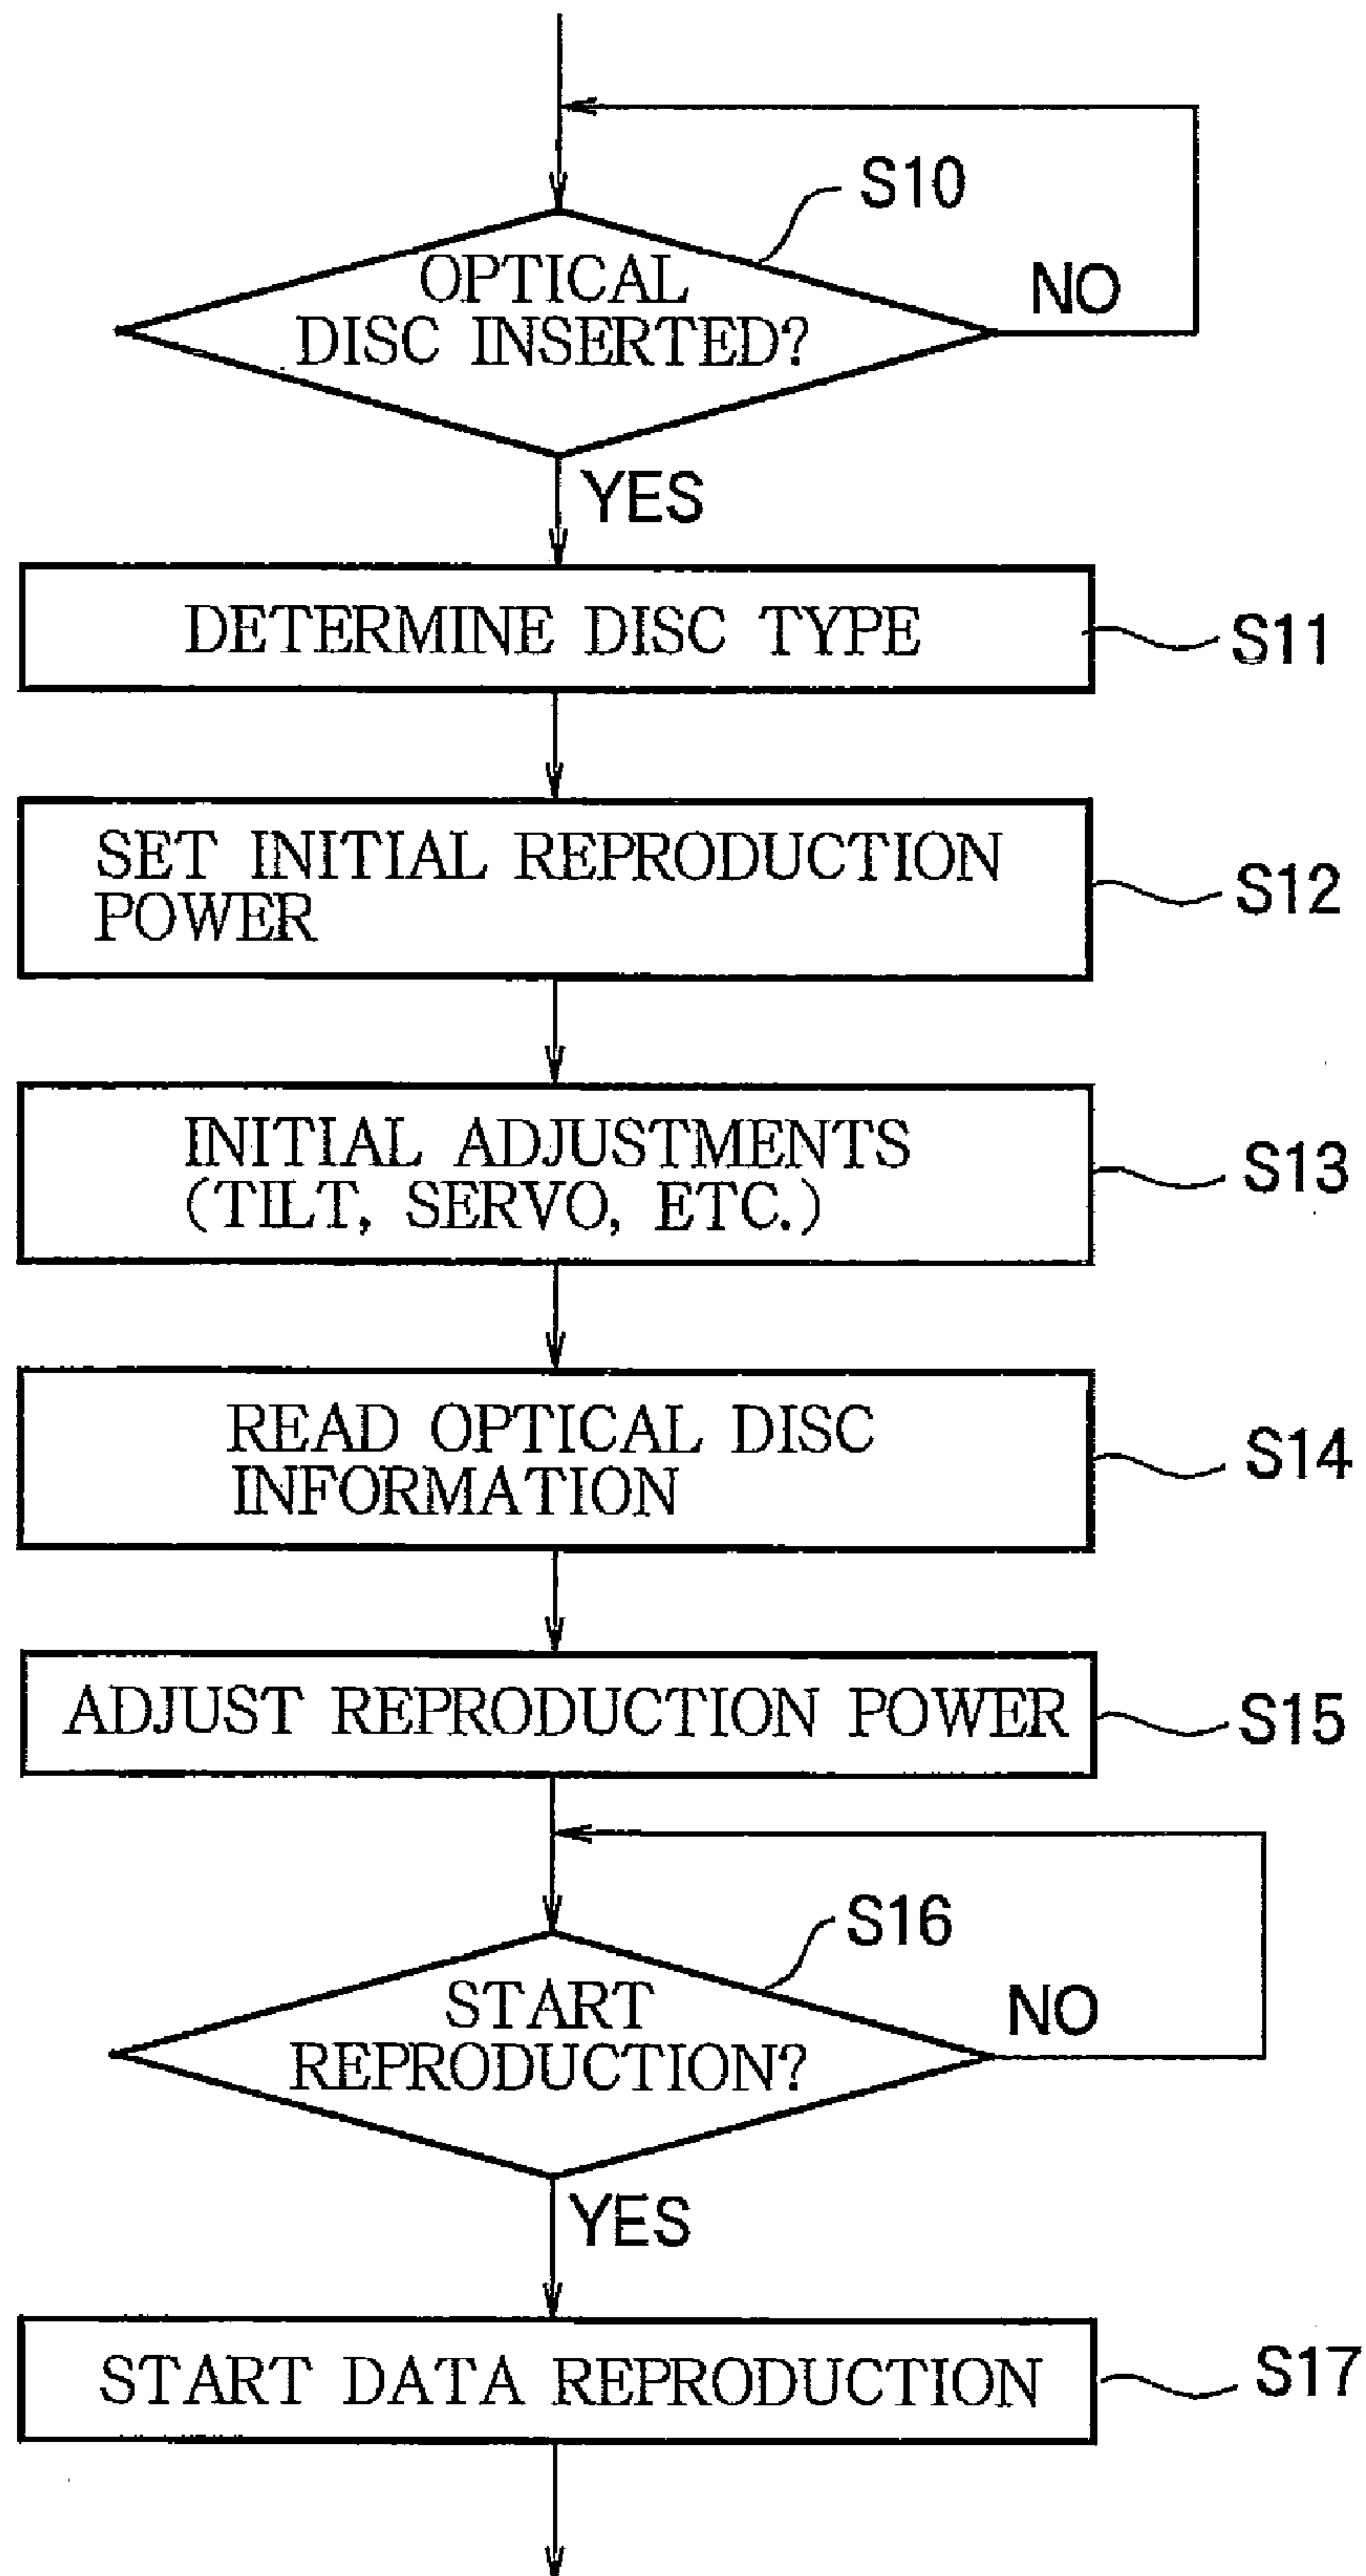 S10
OPTICAL
DISC INSERTED?
NO
YES
DETERMINE DISC TYPE
S11
SET INITIAL REPRODUCTION
POWER
S12
INITIAL ADJUSTMENTS
(TILT, SERVO, ETC.)
S13
READ OPTICAL DISC
INFORMATION
S14
ADJUST REPRODUCTION POWER
S15
S16
START
REPRODUCTION?
NO
YES
START DATA REPRODUCTION
S17